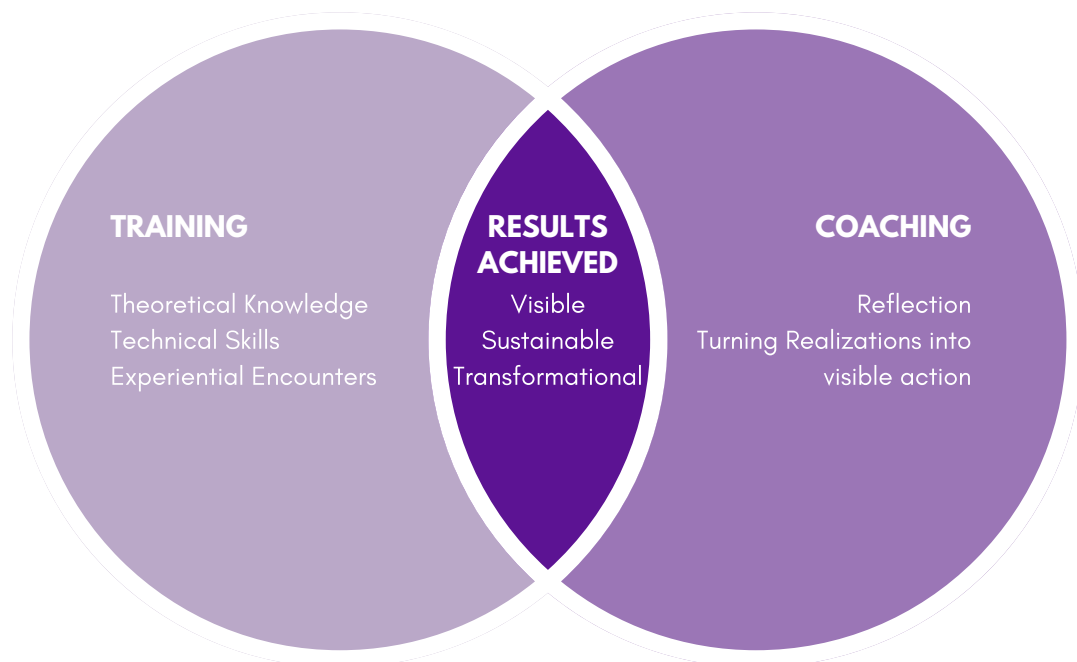 TRAINING
Theoretical Knowledge
Technical Skills
Experiential Encounters
RESULTS
ACHIEVED
Visible
Sustainable
Transformational
COACHING
Reflection
Turning Realizations into
visible action